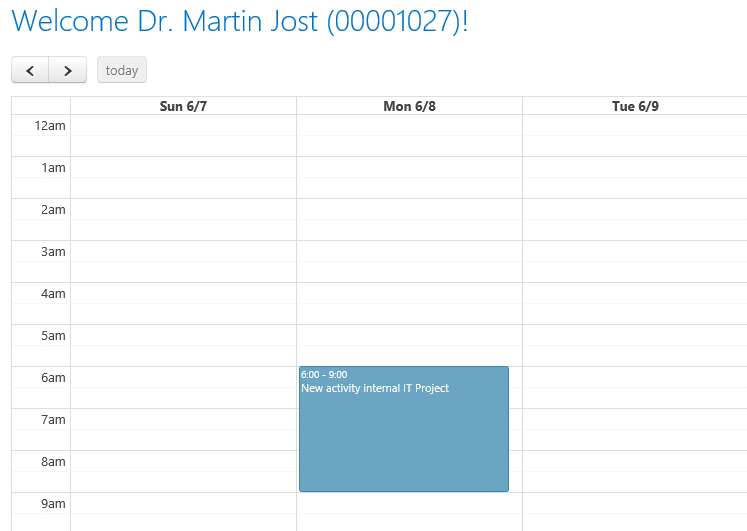 Welcome Dr. Martin Jost (00001027)!
today
Sun 6/7 Mon 6/8 Tue 6/9
12am
1am
2am
3am
4am
5am
6am
6:00 - 9:00
New activity internal IT Project
7am
8am
9am